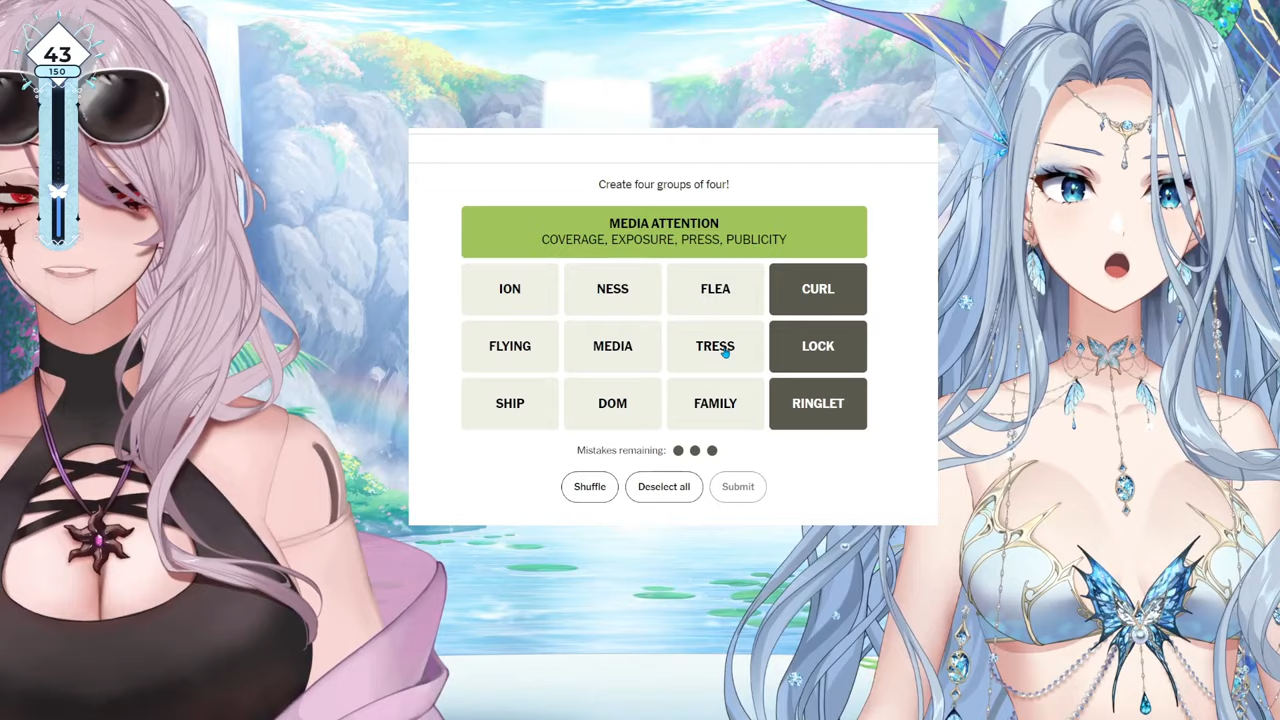 43
150
Create four groups of four!
MEDIA ATTENTION
COVERAGE, EXPOSURE, PRESS, PUBLICITY
ION NESS FLEA CURL
FLYING MEDIA TRESS LOCK
SHIP DOM FAMILY RINGLET
Mistakes remaining:
Shuffle Deselect all Submit